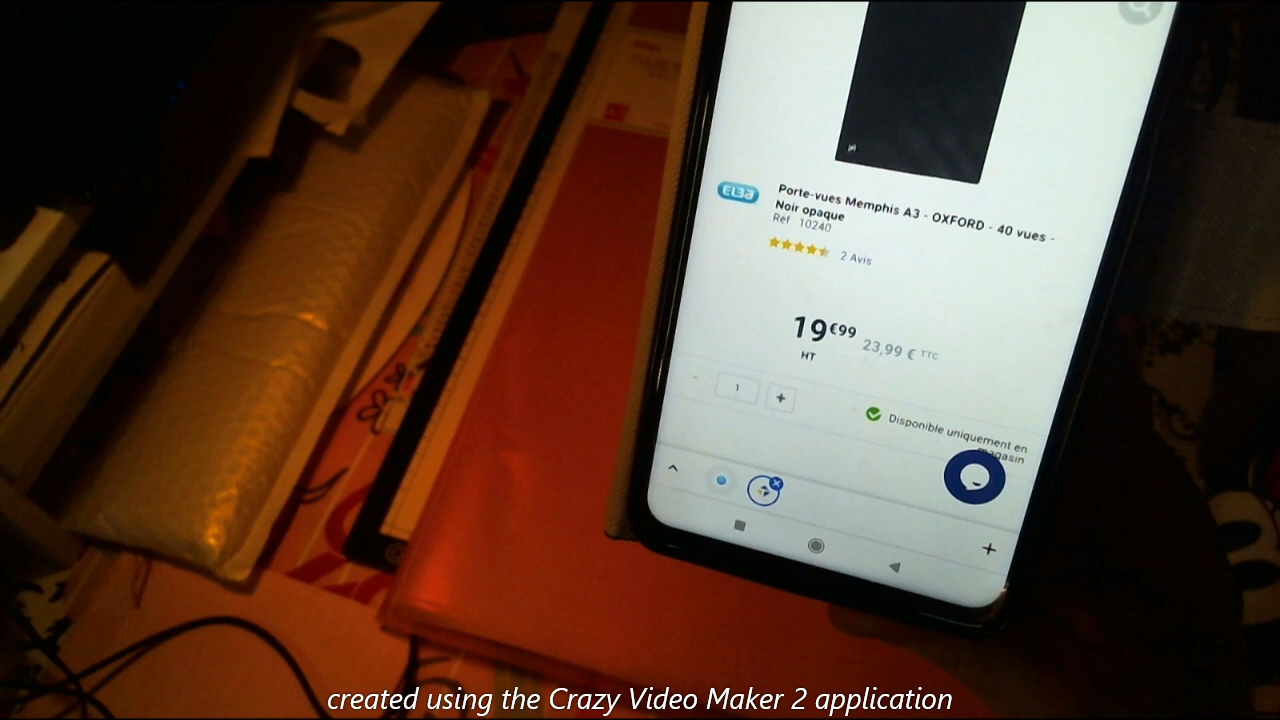 ELBA
Porte-vues Memphis A3 - OXFORD - 40 vues -
Noir opaque
Réf : 10240
2 Avis
19€99
23,99 € TTC
HT
-
1
+
Disponible uniquement en
magasin
created using the Crazy Video Maker 2 application